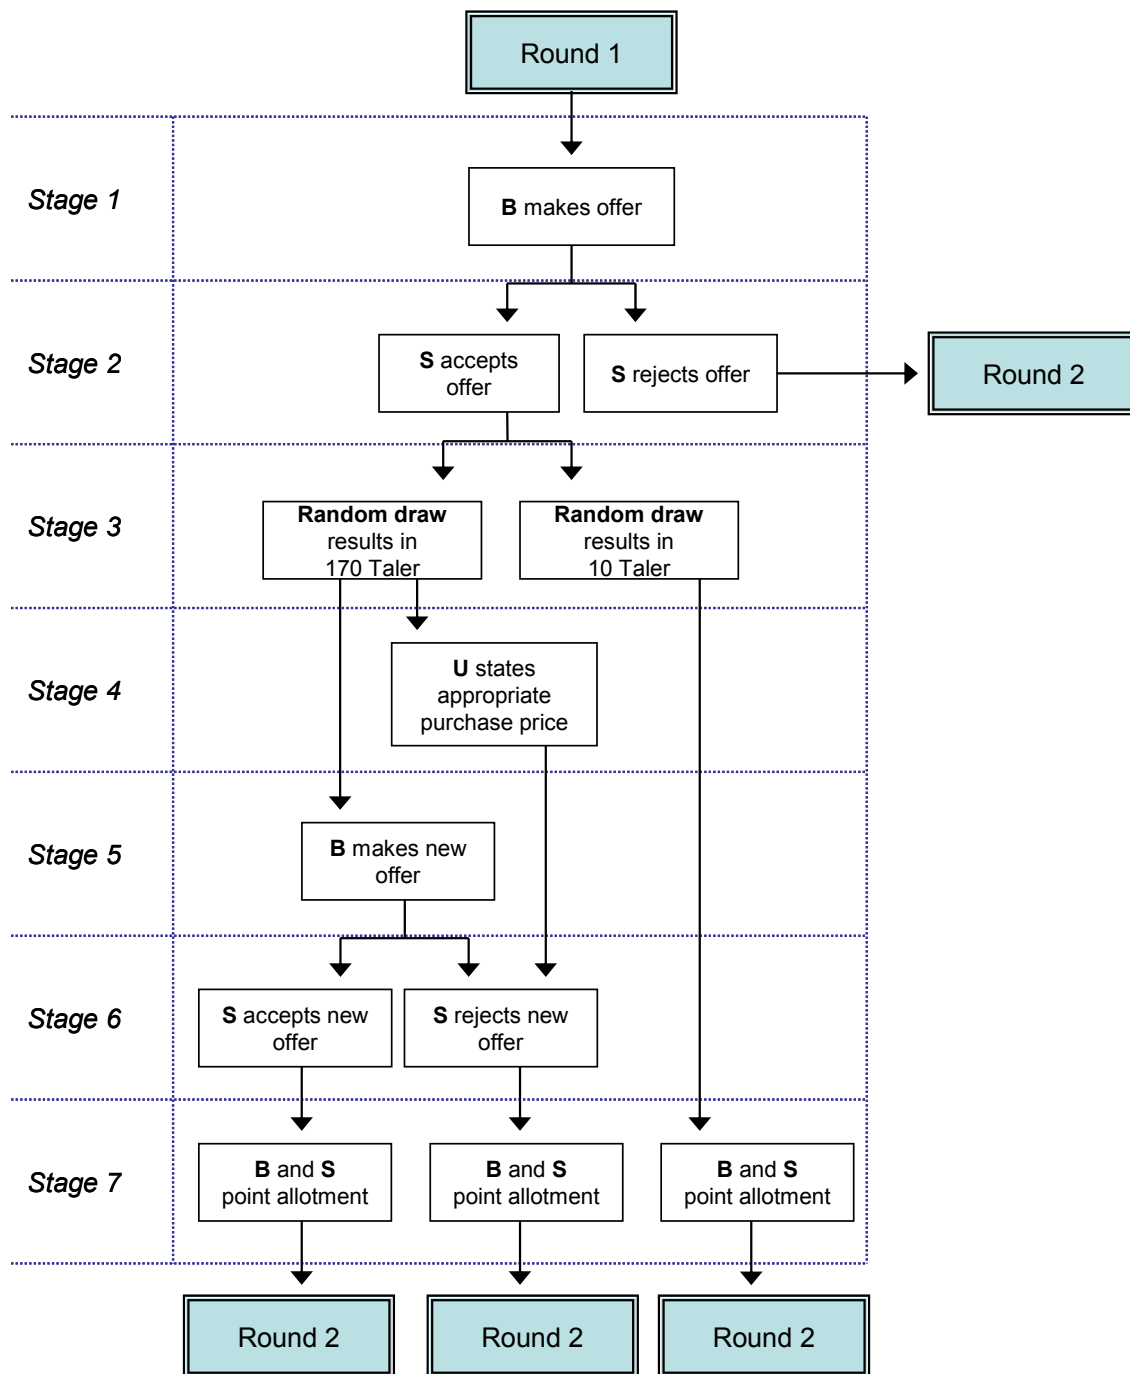 Round 1
Stage 1
B makes offer
Stage 2
S accepts
offer
S rejects offer
Round 2
Stage 3
Random draw
results in
170 Taler
Random draw
results in
10 Taler
Stage 4
U states
appropriate
purchase price
Stage 5
B makes new
offer
Stage 6
S accepts new
offer
S rejects new
offer
Stage 7
B and S
point allotment
B and S
point allotment
B and S
point allotment
Round 2
Round 2
Round 2